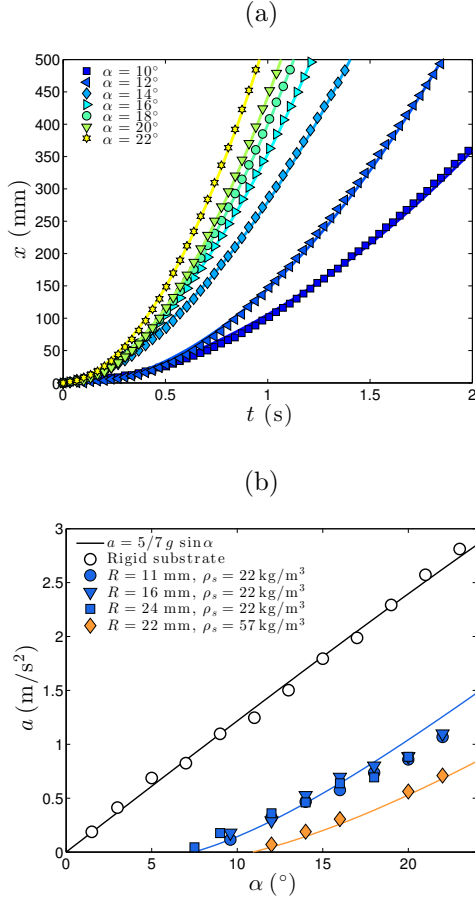 (a)
500
450
400
350
300
250
200
150
100
50
0
x (mm)
α = 10°
α = 12°
α = 14°
α = 16°
α = 18°
α = 20°
α = 22°
0 0.5 1 1.5 2
t (s)
(b)
3
2.5
2
1.5
1
0.5
0
a (m/s²)
a = 5/7 g sin α
Rigid substrate
R = 11 mm, ρₛ = 22 kg/m³
R = 16 mm, ρₛ = 22 kg/m³
R = 24 mm, ρₛ = 22 kg/m³
R = 22 mm, ρₛ = 57 kg/m³
0 5 10 15 20
α (°)